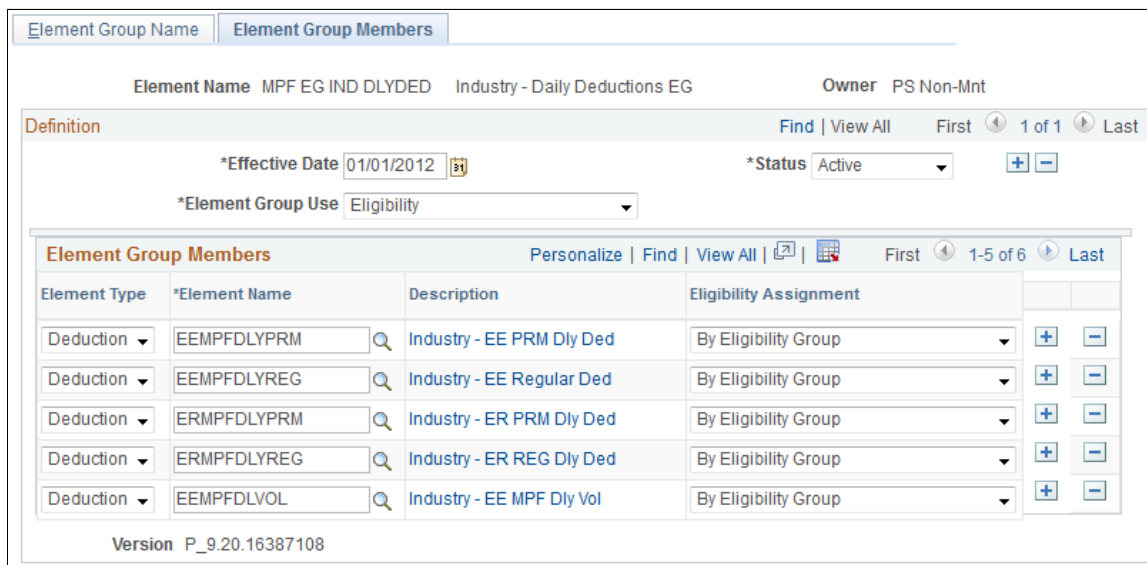 Element Group Name Element Group Members
Element Name MPF EG IND DLYDED Industry - Daily Deductions EG Owner PS Non-Mnt
Definition Find | View All First 1 of 1 Last
*Effective Date 01/01/2012 31 *Status Active + −
*Element Group Use Eligibility
Element Group Members Personalize | Find | View All | | First 1-5 of 6 Last
Element Type *Element Name Description Eligibility Assignment
Deduction EEMPFDLYPRM Industry - EE PRM Dly Ded By Eligibility Group + −
Deduction EEMPFDLYREG Industry - EE Regular Ded By Eligibility Group + −
Deduction ERMPFDLYPRM Industry - ER PRM Dly Ded By Eligibility Group + −
Deduction ERMPFDLYREG Industry - ER REG Dly Ded By Eligibility Group + −
Deduction EEMPFDLVOL Industry - EE MPF Dly Vol By Eligibility Group + −
Version P_9.20.16387108